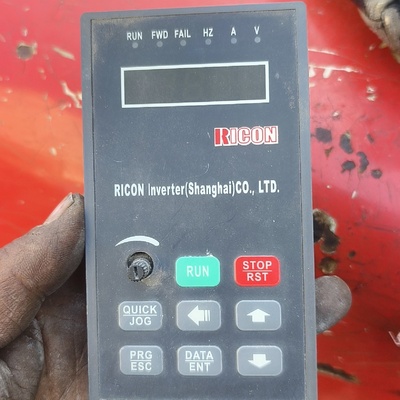 RUN FWD FAIL HZ A V
RICON
RICON Inverter(Shanghai)CO., LTD.
RUN
STOP
RST
QUICK
JOG
PRG
ESC
DATA
ENT